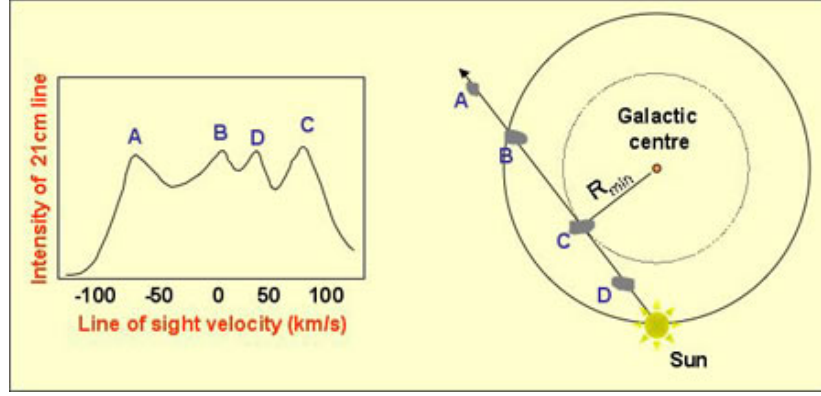 Intensity of 21cm line
A
B
D
C
-100 -50 0 50 100
Line of sight velocity (km/s)
A
B
Galactic
centre
Rmin
C
D
Sun